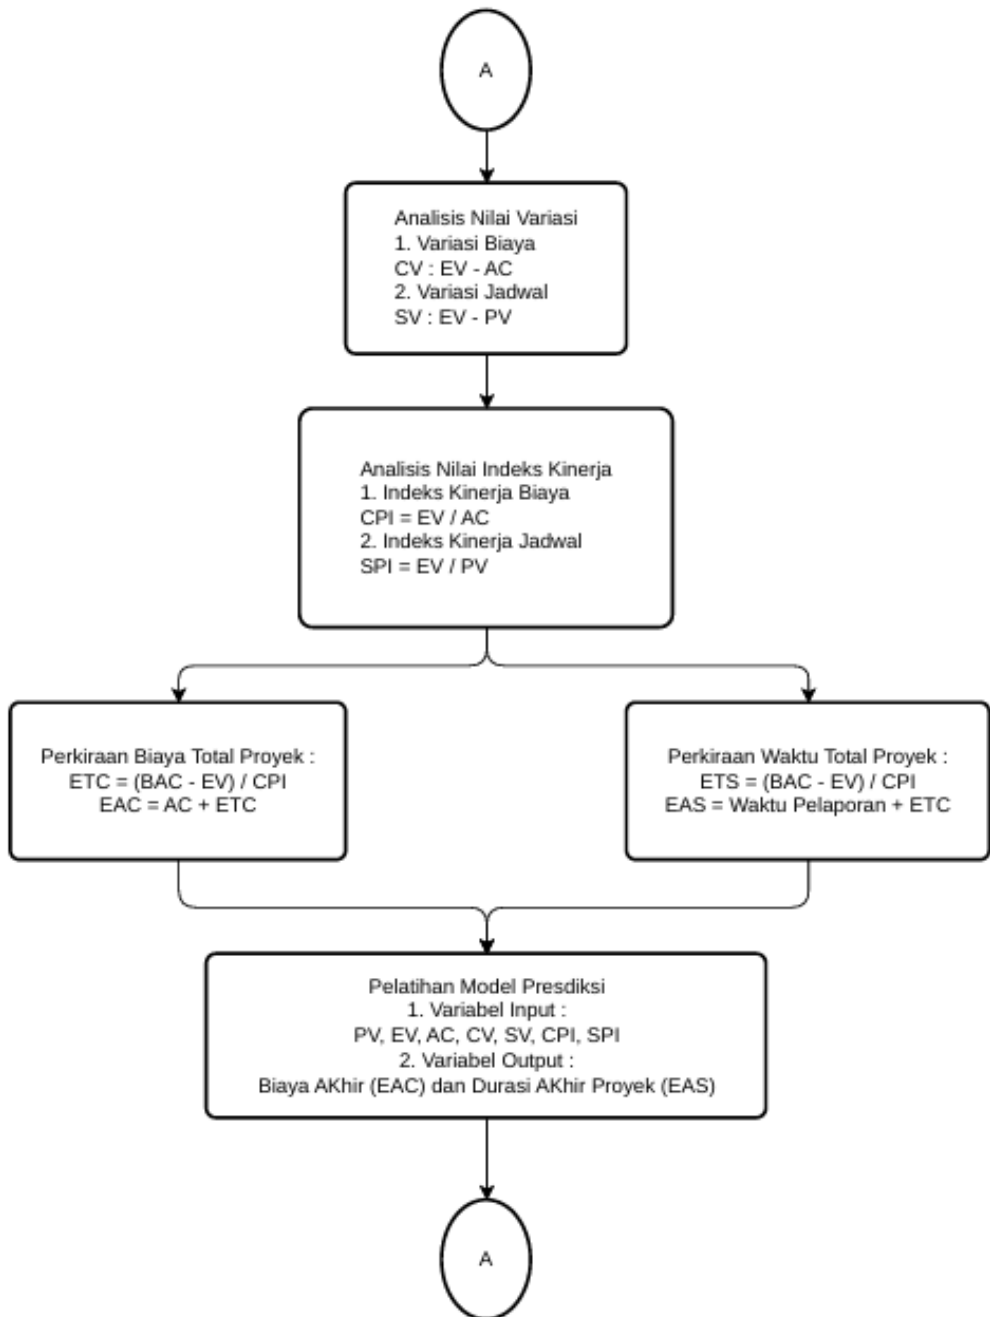 A
Analisis Nilai Variasi
1. Variasi Biaya
CV : EV - AC
2. Variasi Jadwal
SV : EV - PV
Analisis Nilai Indeks Kinerja
1. Indeks Kinerja Biaya
CPI = EV / AC
2. Indeks Kinerja Jadwal
SPI = EV / PV
Perkiraan Biaya Total Proyek :
ETC = (BAC - EV) / CPI
EAC = AC + ETC
Perkiraan Waktu Total Proyek :
ETS = (BAC - EV) / CPI
EAS = Waktu Pelaporan + ETC
Pelatihan Model Presdiksi
1. Variabel Input :
PV, EV, AC, CV, SV, CPI, SPI
2. Variabel Output :
Biaya AKhir (EAC) dan Durasi AKhir Proyek (EAS)
A